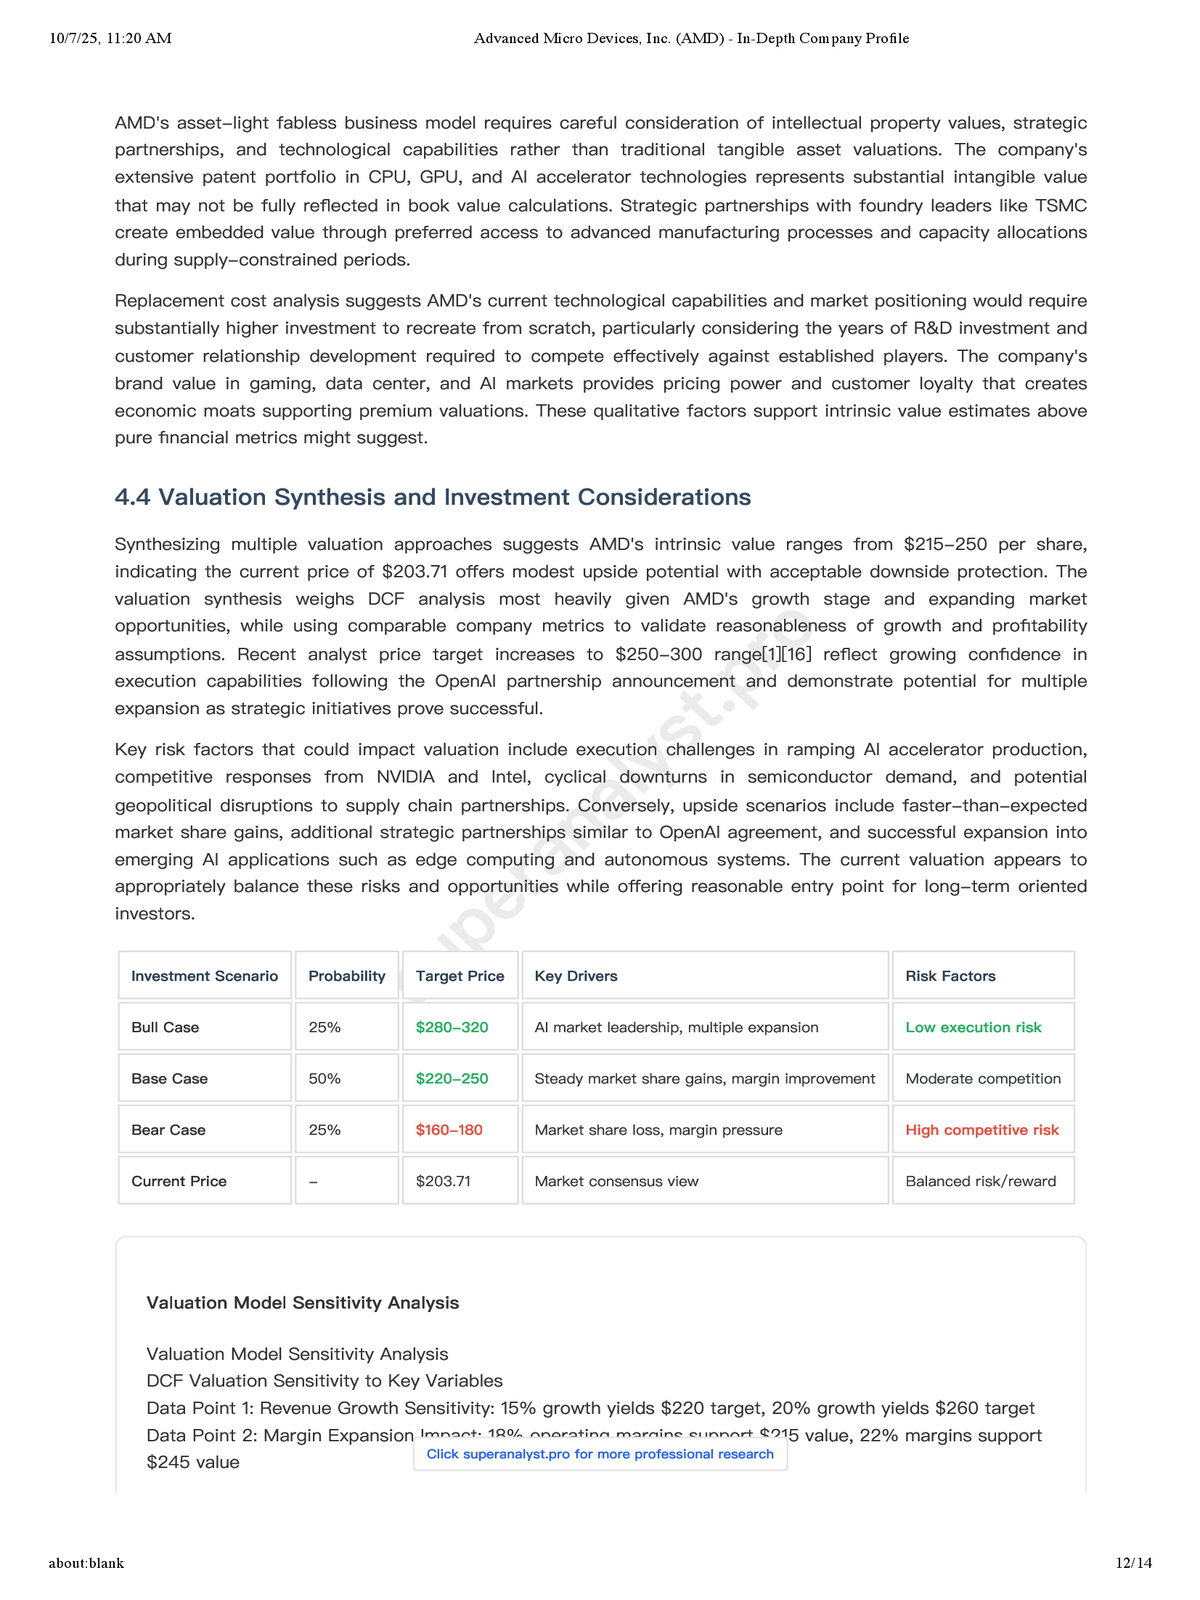 10/7/25, 11:20 AM
Advanced Micro Devices, Inc. (AMD) - In-Depth Company Profile
AMD's asset-light fabless business model requires careful consideration of intellectual property values, strategic
partnerships, and technological capabilities rather than traditional tangible asset valuations. The company's
extensive patent portfolio in CPU, GPU, and AI accelerator technologies represents substantial intangible value
that may not be fully reflected in book value calculations. Strategic partnerships with foundry leaders like TSMC
create embedded value through preferred access to advanced manufacturing processes and capacity allocations
during supply-constrained periods.
Replacement cost analysis suggests AMD's current technological capabilities and market positioning would require
substantially higher investment to recreate from scratch, particularly considering the years of R&D investment and
customer relationship development required to compete effectively against established players. The company's
brand value in gaming, data center, and AI markets provides pricing power and customer loyalty that creates
economic moats supporting premium valuations. These qualitative factors support intrinsic value estimates above
pure financial metrics might suggest.
4.4 Valuation Synthesis and Investment Considerations
Synthesizing multiple valuation approaches suggests AMD's intrinsic value ranges from $215-250 per share,
indicating the current price of $203.71 offers modest upside potential with acceptable downside protection. The
valuation synthesis weighs DCF analysis most heavily given AMD's growth stage and expanding market
opportunities, while using comparable company metrics to validate reasonableness of growth and profitability
assumptions. Recent analyst price target increases to $250-300 range[1][16] reflect growing confidence in
execution capabilities following the OpenAI partnership announcement and demonstrate potential for multiple
expansion as strategic initiatives prove successful.
Key risk factors that could impact valuation include execution challenges in ramping AI accelerator production,
competitive responses from NVIDIA and Intel, cyclical downturns in semiconductor demand, and potential
geopolitical disruptions to supply chain partnerships. Conversely, upside scenarios include faster-than-expected
market share gains, additional strategic partnerships similar to OpenAI agreement, and successful expansion into
emerging AI applications such as edge computing and autonomous systems. The current valuation appears to
appropriately balance these risks and opportunities while offering reasonable entry point for long-term oriented
investors.
superanalyst.pro
Investment Scenario Probability Target Price Key Drivers Risk Factors
Bull Case 25% $280-320 AI market leadership, multiple expansion Low execution risk
Base Case 50% $220-250 Steady market share gains, margin improvement Moderate competition
Bear Case 25% $160-180 Market share loss, margin pressure High competitive risk
Current Price - $203.71 Market consensus view Balanced risk/reward
Valuation Model Sensitivity Analysis
Valuation Model Sensitivity Analysis
DCF Valuation Sensitivity to Key Variables
Data Point 1: Revenue Growth Sensitivity: 15% growth yields $220 target, 20% growth yields $260 target
Data Point 2: Margin Expansion Impact: 18% operating margins support $215 value, 22% margins support
$245 value
Click superanalyst.pro for more professional research
about:blank
12/14